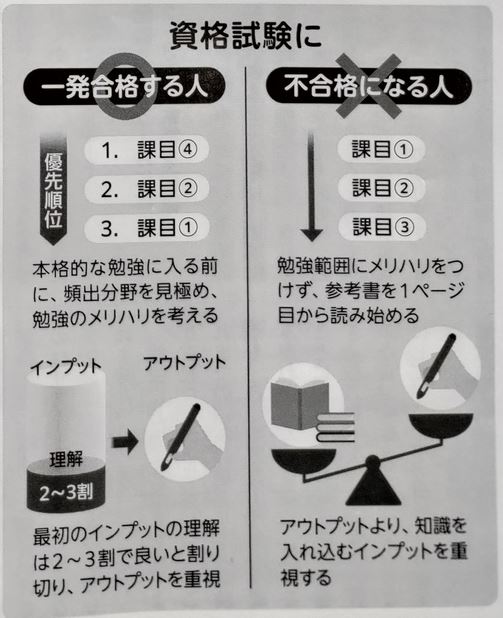 資格試験に
一発合格する人
優先順位
1. 課目④
2. 課目②
3. 課目①
本格的な勉強に入る前
に、頻出分野を見極め、
勉強のメリハリを考える
インプット
アウトプット
理解
2〜3割
最初のインプットの理解
は2〜3割で良いと割り
切り、アウトプットを重視
不合格になる人
課目①
課目②
課目③
勉強範囲にメリハリをつ
けず、参考書を1ページ
目から読み始める
アウトプットより、知識を
入れ込むインプットを重
視する